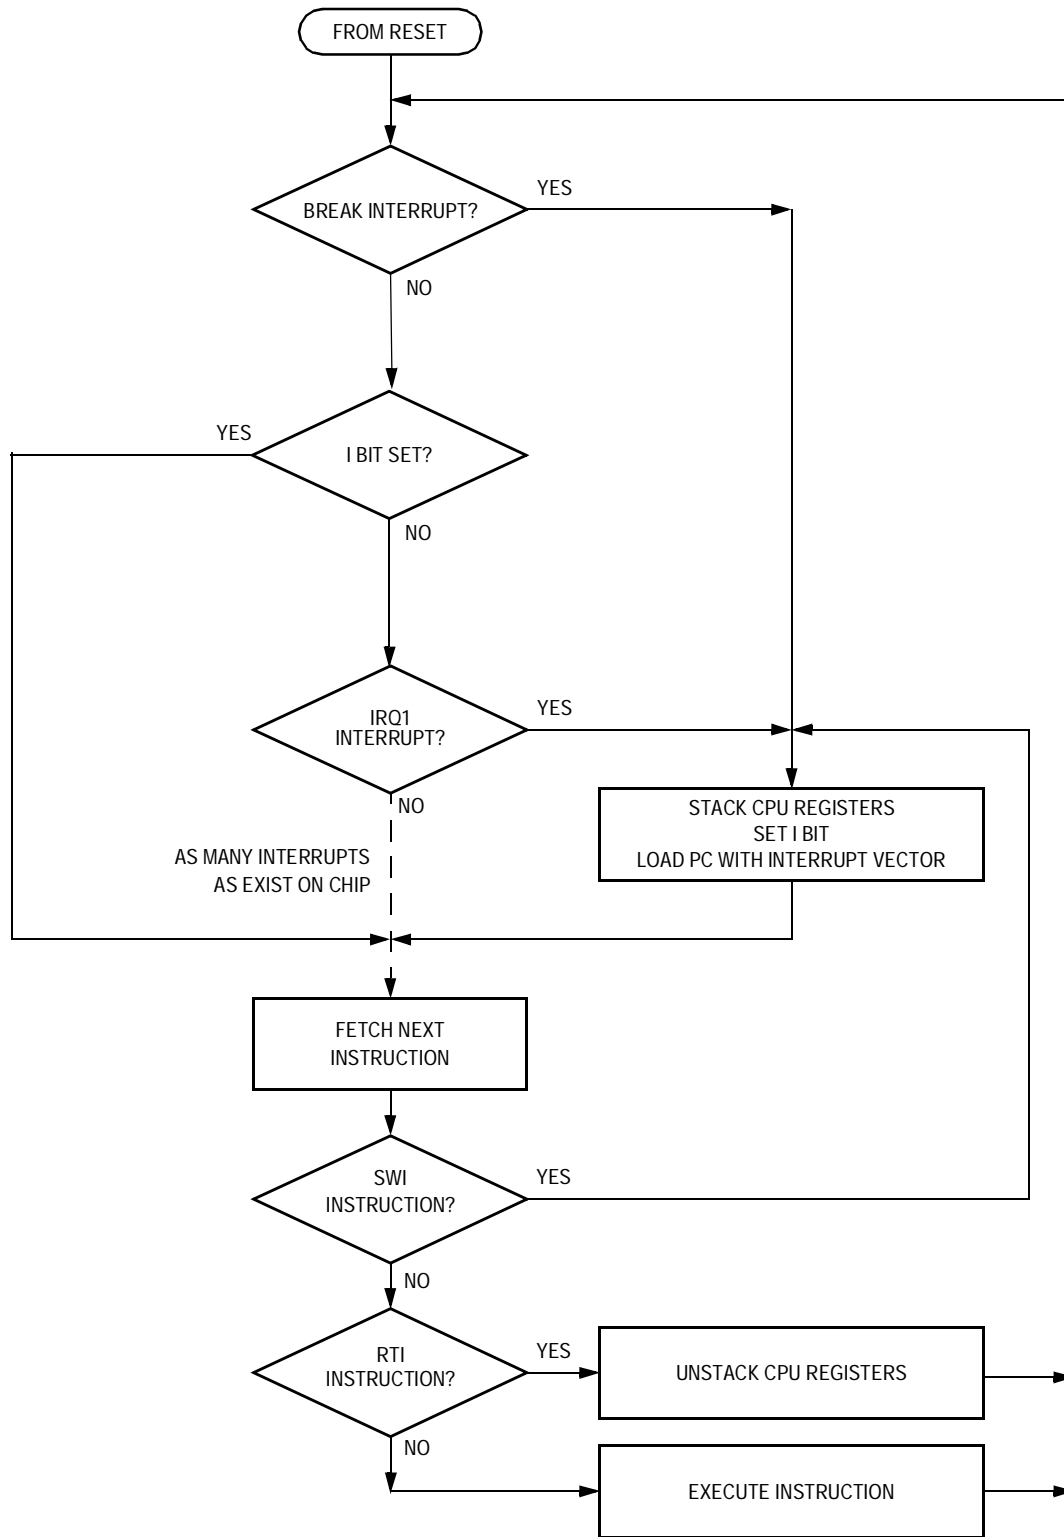 FROM RESET
BREAK INTERRUPT?
YES
NO
YES
I BIT SET?
NO
IRQ1
INTERRUPT?
YES
NO
AS MANY INTERRUPTS
AS EXIST ON CHIP
STACK CPU REGISTERS
SET I BIT
LOAD PC WITH INTERRUPT VECTOR
FETCH NEXT
INSTRUCTION
SWI
INSTRUCTION?
YES
NO
RTI
INSTRUCTION?
YES
UNSTACK CPU REGISTERS
NO
EXECUTE INSTRUCTION